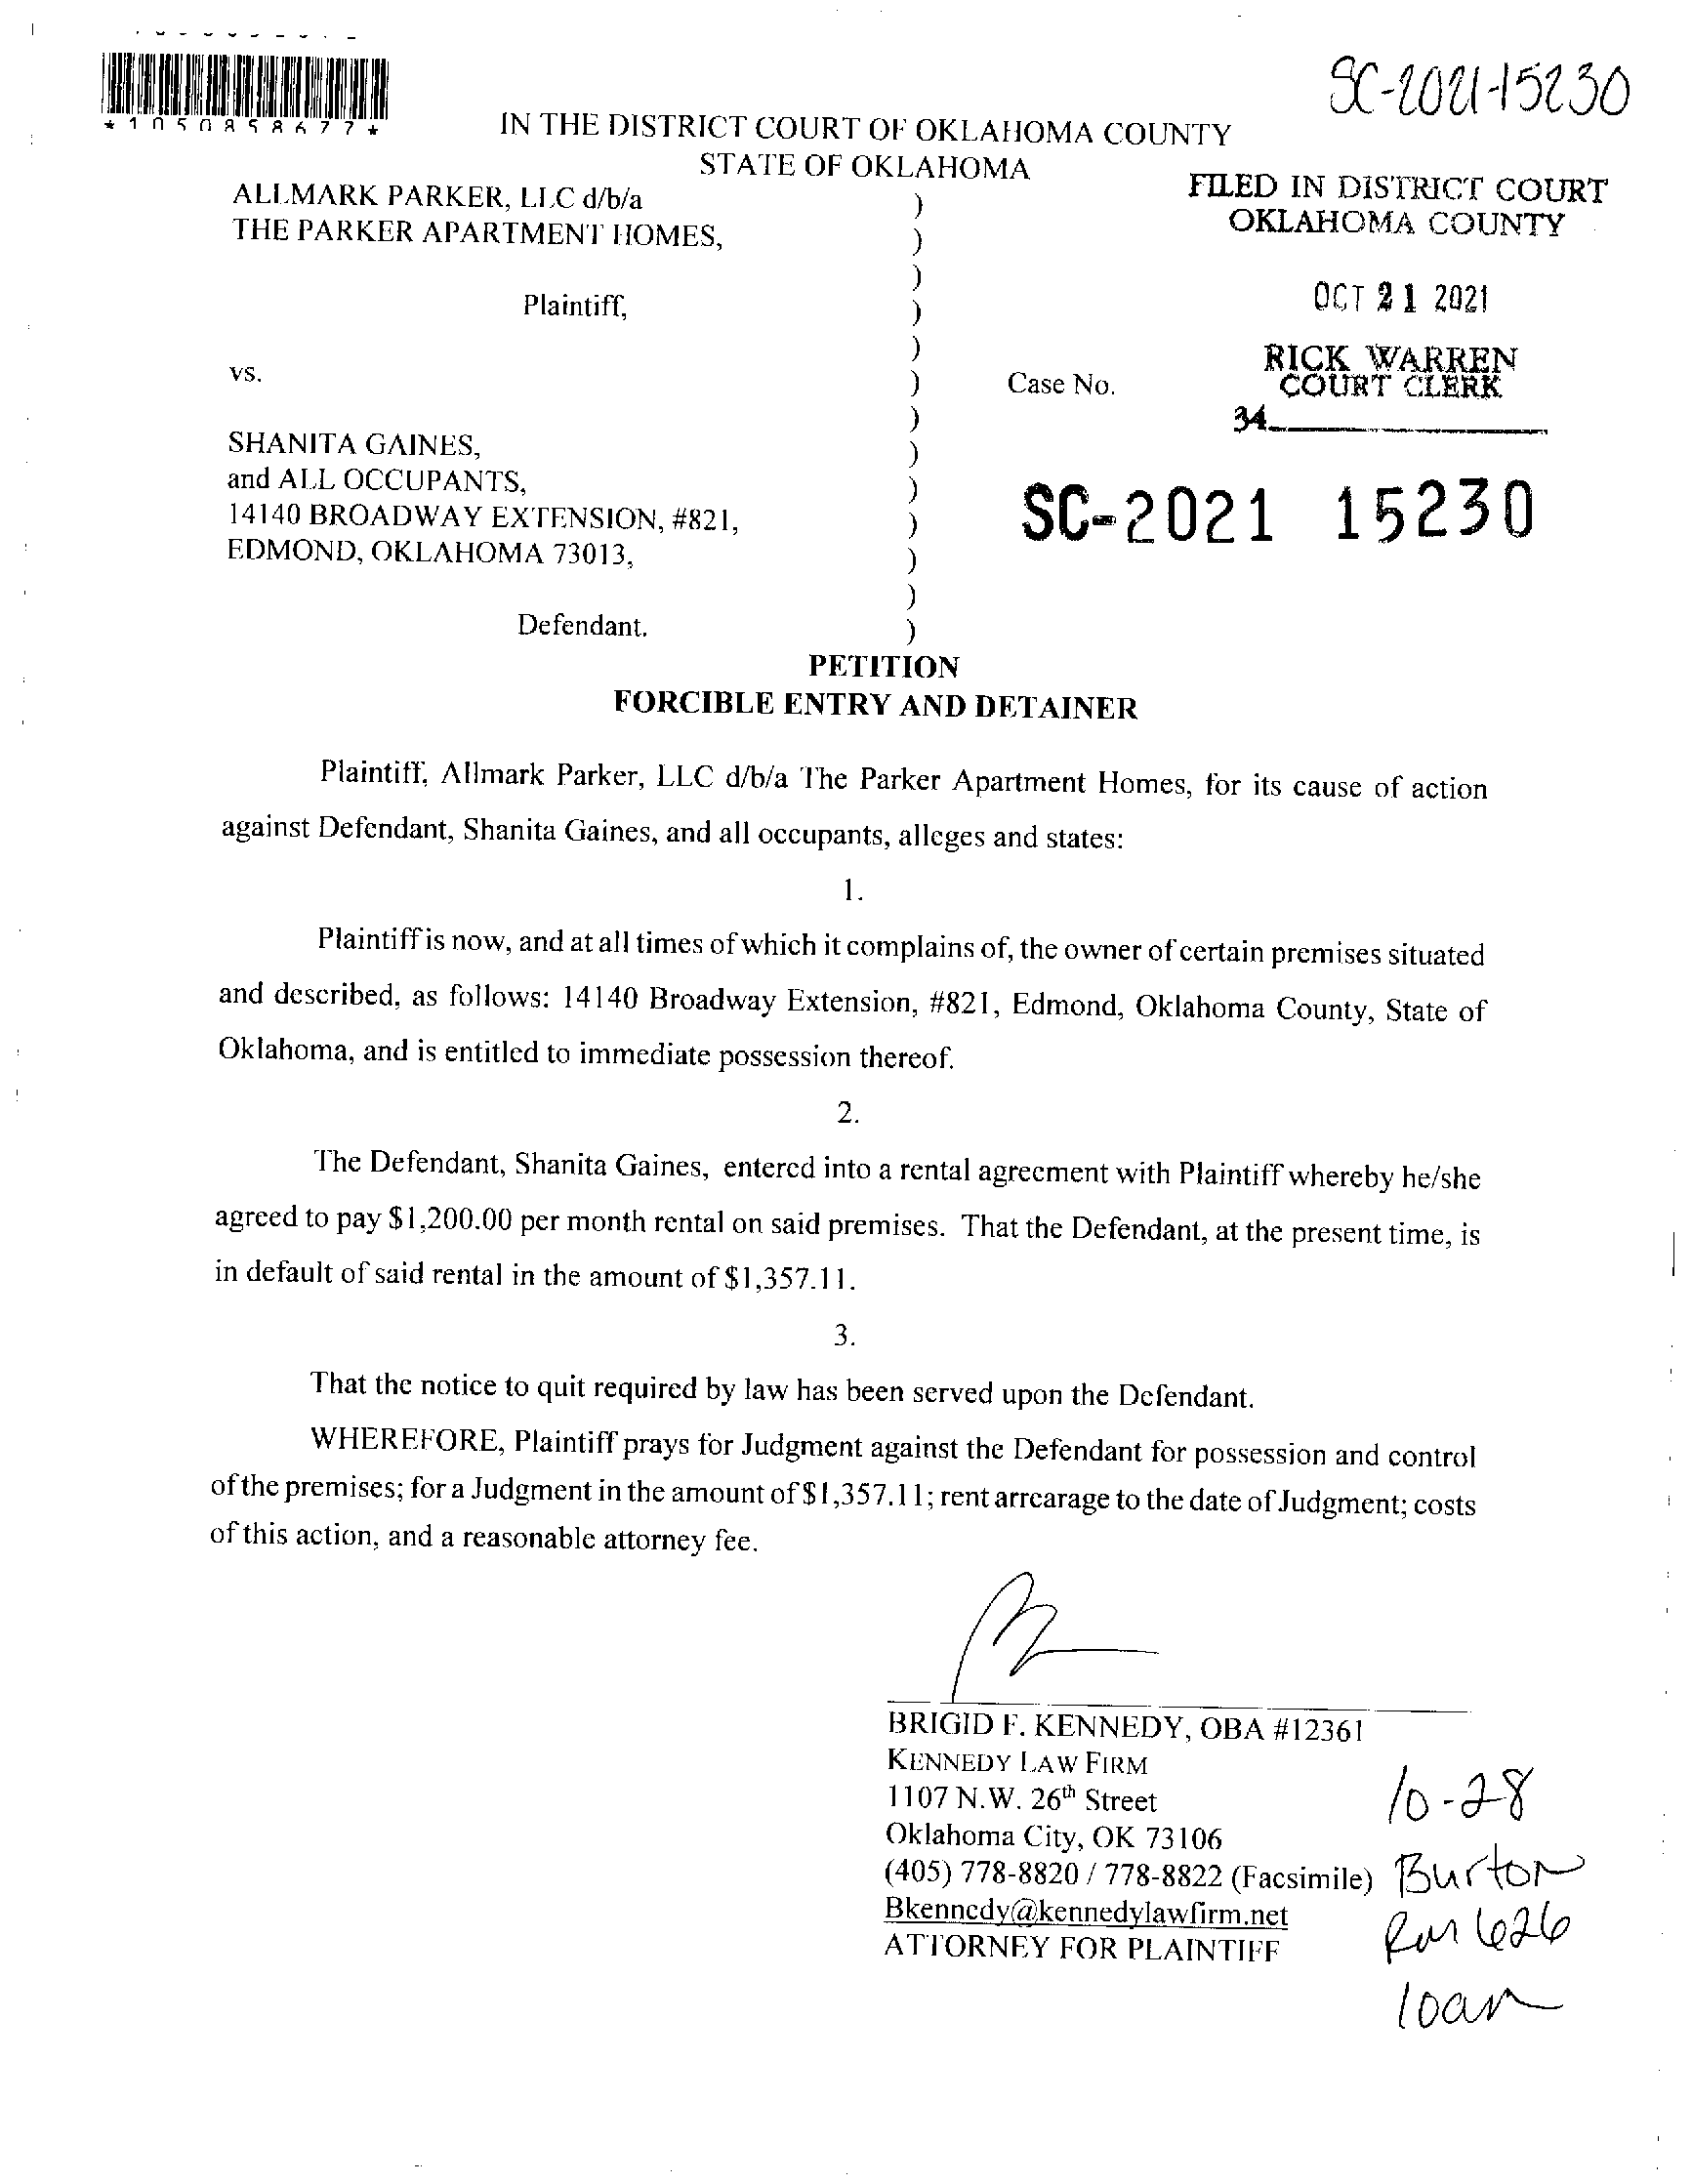 SC-2021-15230
*1050858677*
IN THE DISTRICT COURT OF OKLAHOMA COUNTY
STATE OF OKLAHOMA
ALLMARK PARKER, LLC d/b/a
THE PARKER APARTMENT HOMES,
Plaintiff,
vs.
SHANITA GAINES,
and ALL OCCUPANTS,
14140 BROADWAY EXTENSION, #821,
EDMOND, OKLAHOMA 73013,
Defendant.
)
)
)
)
)
)
)
)
)
)
)
)
)
FILED IN DISTRICT COURT
OKLAHOMA COUNTY
OCT 21 2021
RICK WARREN
COURT CLERK
34
Case No.
SC-2021 15230
PETITION
FORCIBLE ENTRY AND DETAINER
Plaintiff, Allmark Parker, LLC d/b/a The Parker Apartment Homes, for its cause of action
against Defendant, Shanita Gaines, and all occupants, alleges and states:
1.
Plaintiff is now, and at all times of which it complains of, the owner of certain premises situated
and described, as follows: 14140 Broadway Extension, #821, Edmond, Oklahoma County, State of
Oklahoma, and is entitled to immediate possession thereof.
2.
The Defendant, Shanita Gaines, entered into a rental agreement with Plaintiff whereby he/she
agreed to pay $1,200.00 per month rental on said premises. That the Defendant, at the present time, is
in default of said rental in the amount of $1,357.11.
3.
That the notice to quit required by law has been served upon the Defendant.
WHEREFORE, Plaintiff prays for Judgment against the Defendant for possession and control
of the premises; for a Judgment in the amount of $1,357.11; rent arrearage to the date of Judgment; costs
of this action, and a reasonable attorney fee.
BRIGID F. KENNEDY, OBA #12361
KENNEDY LAW FIRM
1107 N.W. 26th Street
Oklahoma City, OK 73106
(405) 778-8820 / 778-8822 (Facsimile)
Bkennedy@kennedylawfirm.net
ATTORNEY FOR PLAINTIFF
10-28
Burton
Rm 626
10am